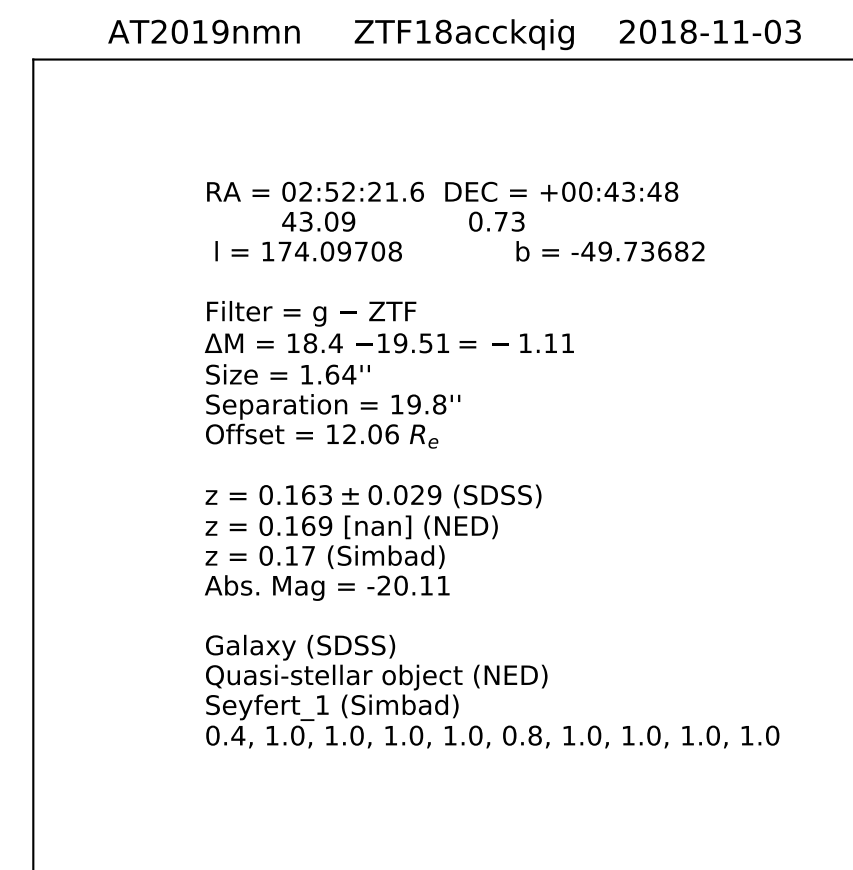 AT2019nmn ZTF18acckqig 2018-11-03
RA = 02:52:21.6 DEC = +00:43:48
43.09 0.73
l = 174.09708 b = -49.73682
Filter = g − ZTF
ΔM = 18.4 −19.51 = − 1.11
Size = 1.64''
Separation = 19.8''
Offset = 12.06 Re
z = 0.163 ± 0.029 (SDSS)
z = 0.169 [nan] (NED)
z = 0.17 (Simbad)
Abs. Mag = -20.11
Galaxy (SDSS)
Quasi-stellar object (NED)
Seyfert_1 (Simbad)
0.4, 1.0, 1.0, 1.0, 1.0, 0.8, 1.0, 1.0, 1.0, 1.0